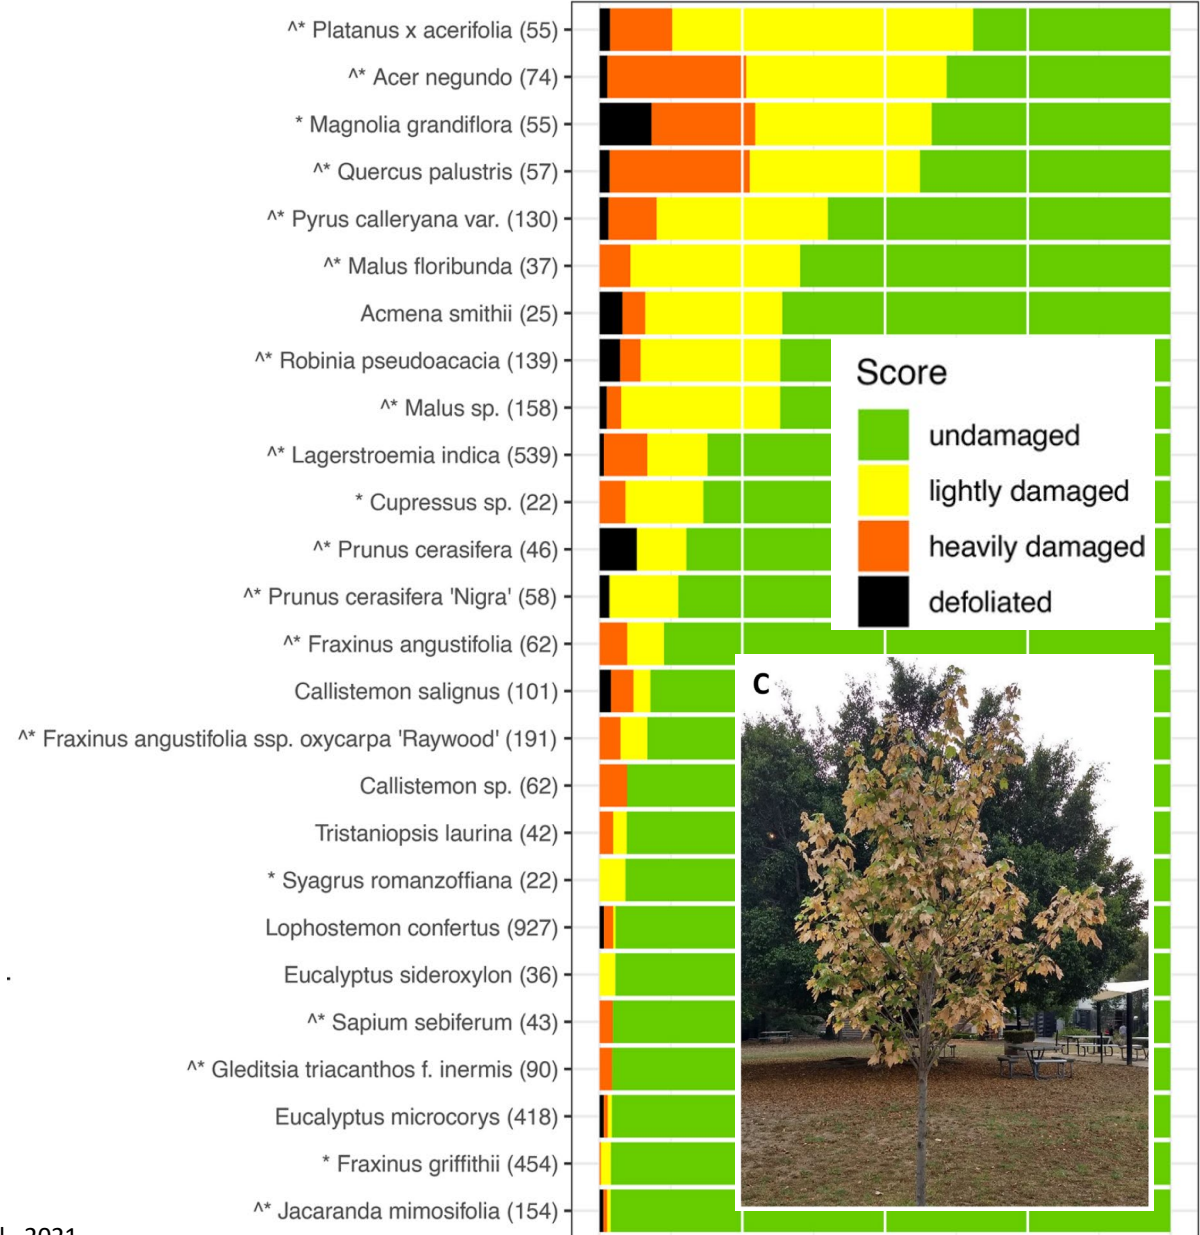 ^* Platanus x acerifolia (55)
^* Acer negundo (74)
* Magnolia grandiflora (55)
^* Quercus palustris (57)
^* Pyrus calleryana var. (130)
^* Malus floribunda (37)
Acmena smithii (25)
^* Robinia pseudoacacia (139)
^* Malus sp. (158)
^* Lagerstroemia indica (539)
* Cupressus sp. (22)
^* Prunus cerasifera (46)
^* Prunus cerasifera 'Nigra' (58)
^* Fraxinus angustifolia (62)
Callistemon salignus (101)
^* Fraxinus angustifolia ssp. oxycarpa 'Raywood' (191)
Callistemon sp. (62)
Tristaniopsis laurina (42)
* Syagrus romanzoffiana (22)
Lophostemon confertus (927)
Eucalyptus sideroxylon (36)
^* Sapium sebiferum (43)
^* Gleditsia triacanthos f. inermis (90)
Eucalyptus microcorys (418)
* Fraxinus griffithii (454)
^* Jacaranda mimosifolia (154)
Score
undamaged
lightly damaged
heavily damaged
defoliated
C